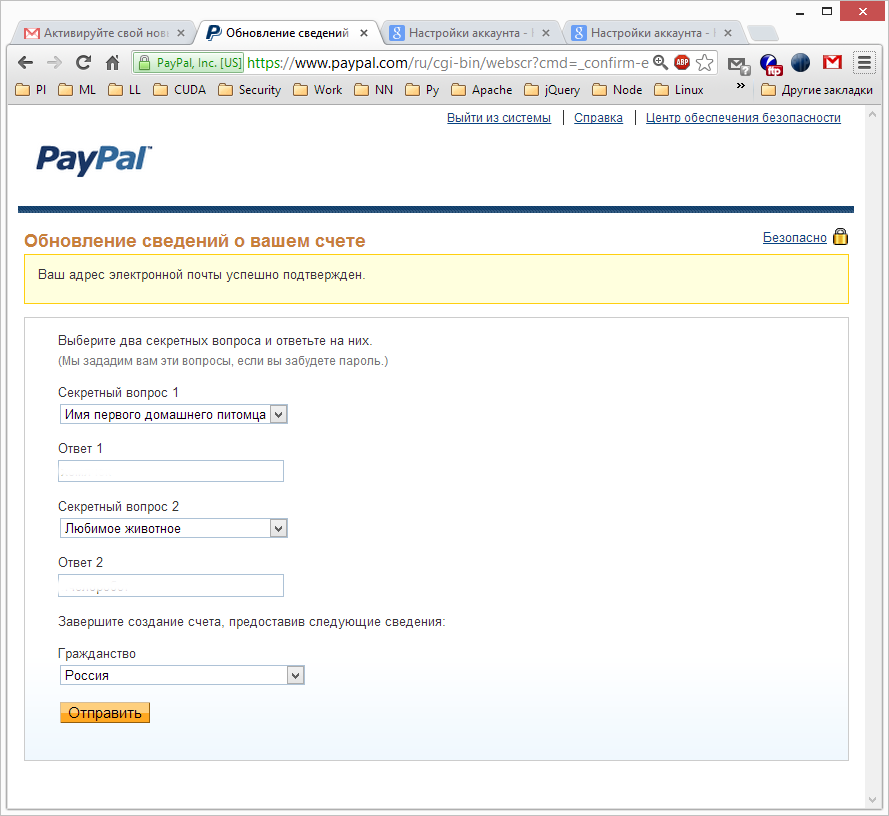 Активируйте свой нов
Обновление сведений
Настройки аккаунта -
Настройки аккаунта -
PayPal, Inc. [US] https://www.paypal.com/ru/cgi-bin/webscr?cmd=_confirm-e
ABP
ftp
PI ML LL CUDA Security Work NN Py Apache jQuery Node Linux » Другие закладки
Выйти из системы Справка Центр обеспечения безопасности
PayPal™
Обновление сведений о вашем счете
Безопасно
Ваш адрес электронной почты успешно подтвержден.
Выберите два секретных вопроса и ответьте на них.
(Мы зададим вам эти вопросы, если вы забудете пароль.)
Секретный вопрос 1
Имя первого домашнего питомца
Ответ 1
Секретный вопрос 2
Любимое животное
Ответ 2
Завершите создание счета, предоставив следующие сведения:
Гражданство
Россия
Отправить